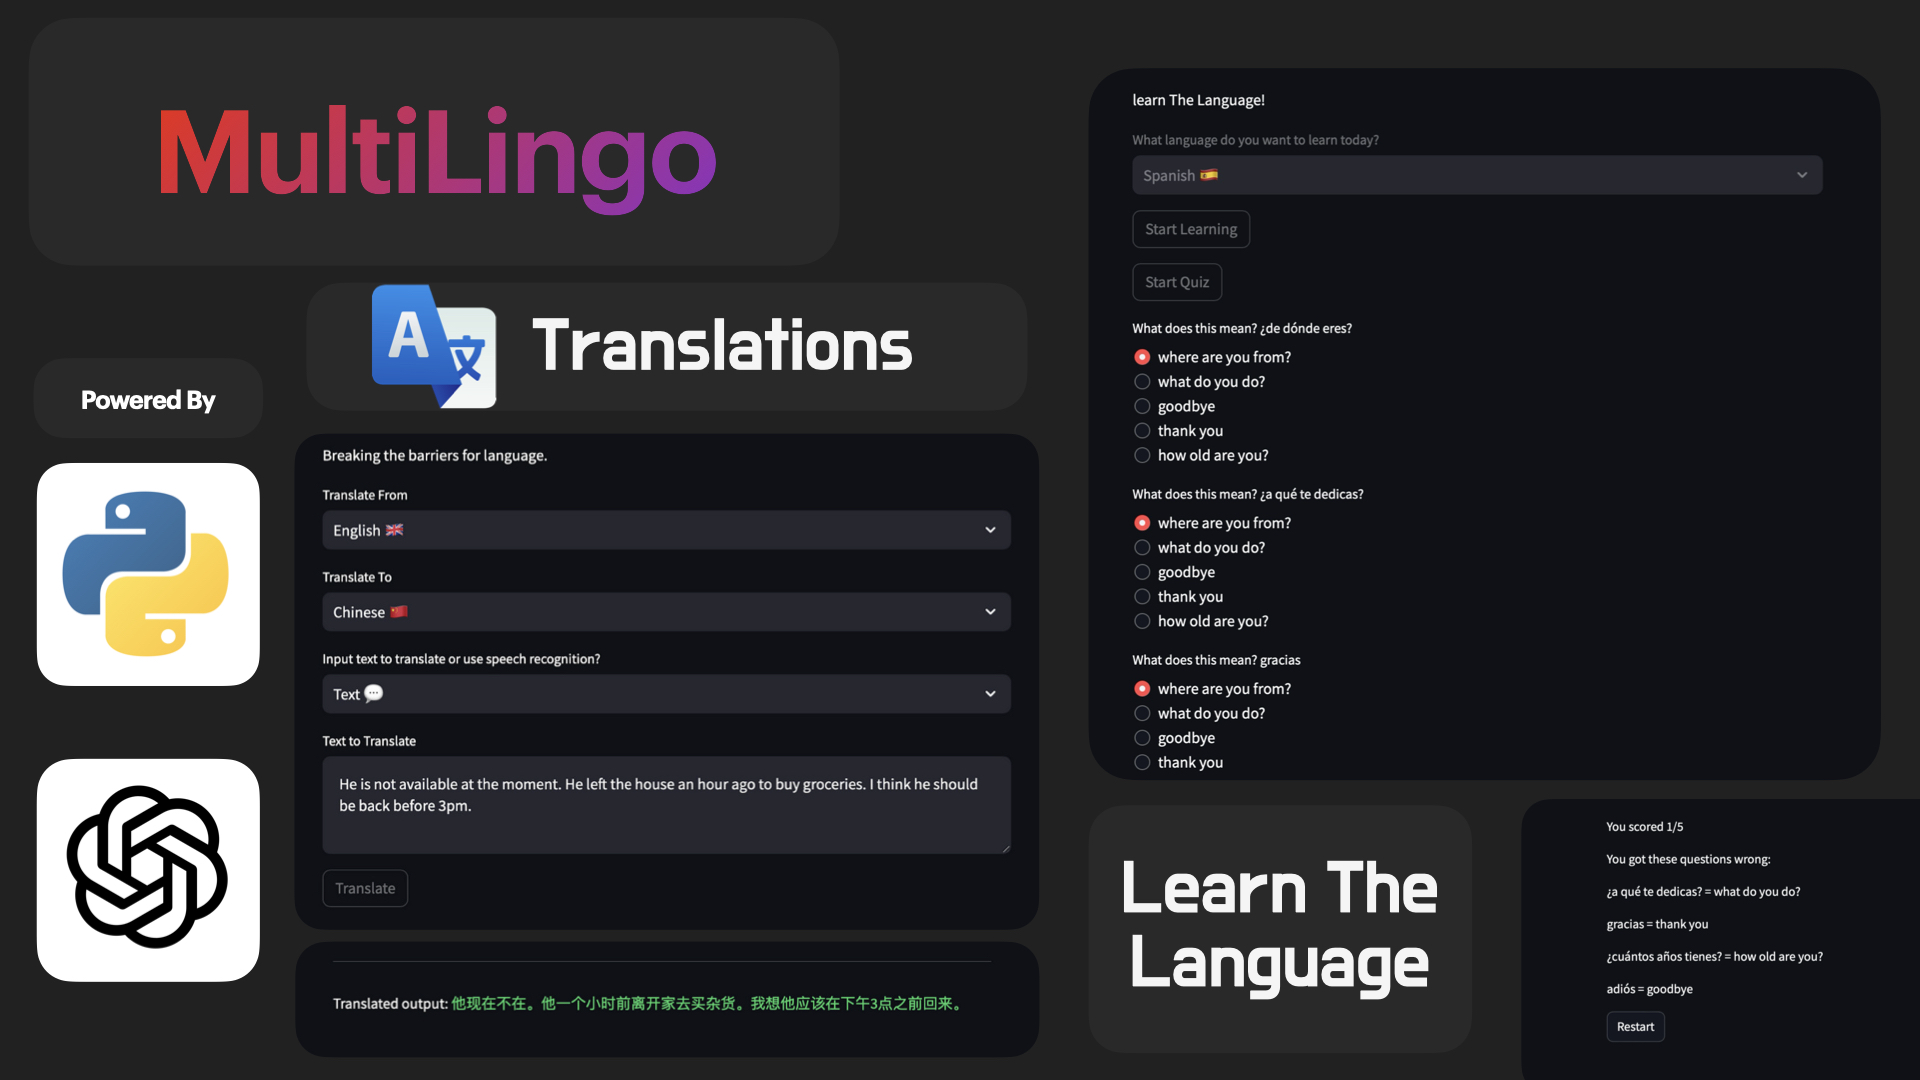 MultiLingo
A 文
Translations
Powered By
Breaking the barriers for language.
Translate From
English 🇬🇧
Translate To
Chinese 🇨🇳
Input text to translate or use speech recognition?
Text 💬
Text to Translate
He is not available at the moment. He left the house an hour ago to buy groceries. I think he should
be back before 3pm.
Translate
Translated output: 他现在不在。他一个小时前离开家去买杂货。我想他应该在下午3点之前回来。
learn The Language!
What language do you want to learn today?
Spanish 🇪🇸
Start Learning
Start Quiz
What does this mean? ¿de dónde eres?
where are you from?
what do you do?
goodbye
thank you
how old are you?
What does this mean? ¿a qué te dedicas?
where are you from?
what do you do?
goodbye
thank you
how old are you?
What does this mean? gracias
where are you from?
what do you do?
goodbye
thank you
Learn The
Language
You scored 1/5
You got these questions wrong:
¿a qué te dedicas? = what do you do?
gracias = thank you
¿cuántos años tienes? = how old are you?
adiós = goodbye
Restart